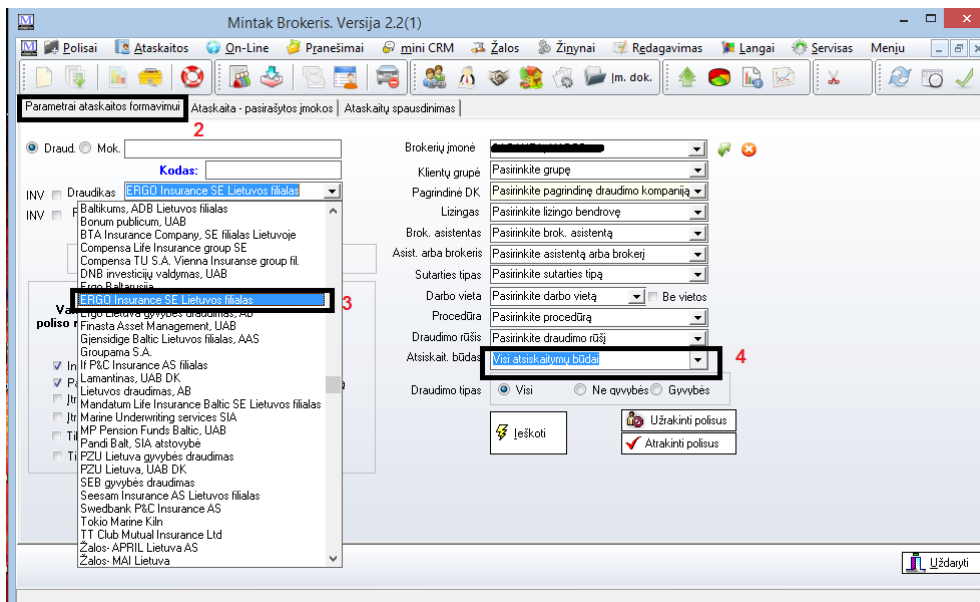 Mintak Brokeris. Versija 2.2(1)
Polisai Ataskaitos On-Line Pranešimai mini CRM Žalos Žinynai Redagavimas Langai Servisas Meniu
Įm. dok.
Parametrai ataskaitos formavimui Ataskaita - pasirašytos įmokos Ataskaitų spausdinimas
2
Draud. Mok. Brokerių įmonė
Kodas: Klientų grupė Pasirinkite grupę
INV Draudikas ERGO Insurance SE Lietuvos filialas Pagrindinė DK Pasirinkite pagrindinę draudimo kompaniją
INV
Lizingas Pasirinkite lizingo bendrovę
Brok. asistentas Pasirinkite brok. asistentą
Asist. arba brokeris Pasirinkite asistentą arba brokerį
Sutarties tipas Pasirinkite sutarties tipą
Darbo vieta Pasirinkite darbo vietą Be vietos
Procedūra Pasirinkite procedūrą
Draudimo rūšis Pasirinkite draudimo rūšį
Atsiskait. būdas Visi atsiskaitymų būdai 4
Draudimo tipas Visi Ne gyvybės Gyvybės
Ieškoti
Užrakinti polisus
Atrakinti polisus
Baltikums, ADB Lietuvos filialas
Bonum publicum, UAB
BTA Insurance Company, SE filialas Lietuvoje
Compensa Life Insurance group SE
Compensa TU S.A. Vienna Insuranse group fil.
DNB investicijų valdymas, UAB
Ergo Baltarusija
ERGO Insurance SE Lietuvos filialas 3
Ergo Lietuva gyvybės draudimas, AB
Finasta Asset Management, UAB
poliso
Gjensidige Baltic Lietuvos filialas, AAS
Groupama S.A.
If P&C Insurance AS filialas
Lamantinas, UAB DK
Lietuvos draudimas, AB
Mandatum Life Insurance Baltic SE Lietuvos filialas
Marine Underwriting services SIA
MP Pension Funds Baltic, UAB
Pandi Balt, SIA atstovybė
PZU Lietuva gyvybės draudimas
PZU Lietuva, UAB DK
SEB gyvybės draudimas
Seesam Insurance AS Lietuvos filialas
Swedbank P&C Insurance AS
Tokio Marine Kiln
TT Club Mutual Insurance Ltd
Žalos- APRIL Lietuva AS
Žalos- MAI Lietuva
Uždaryti